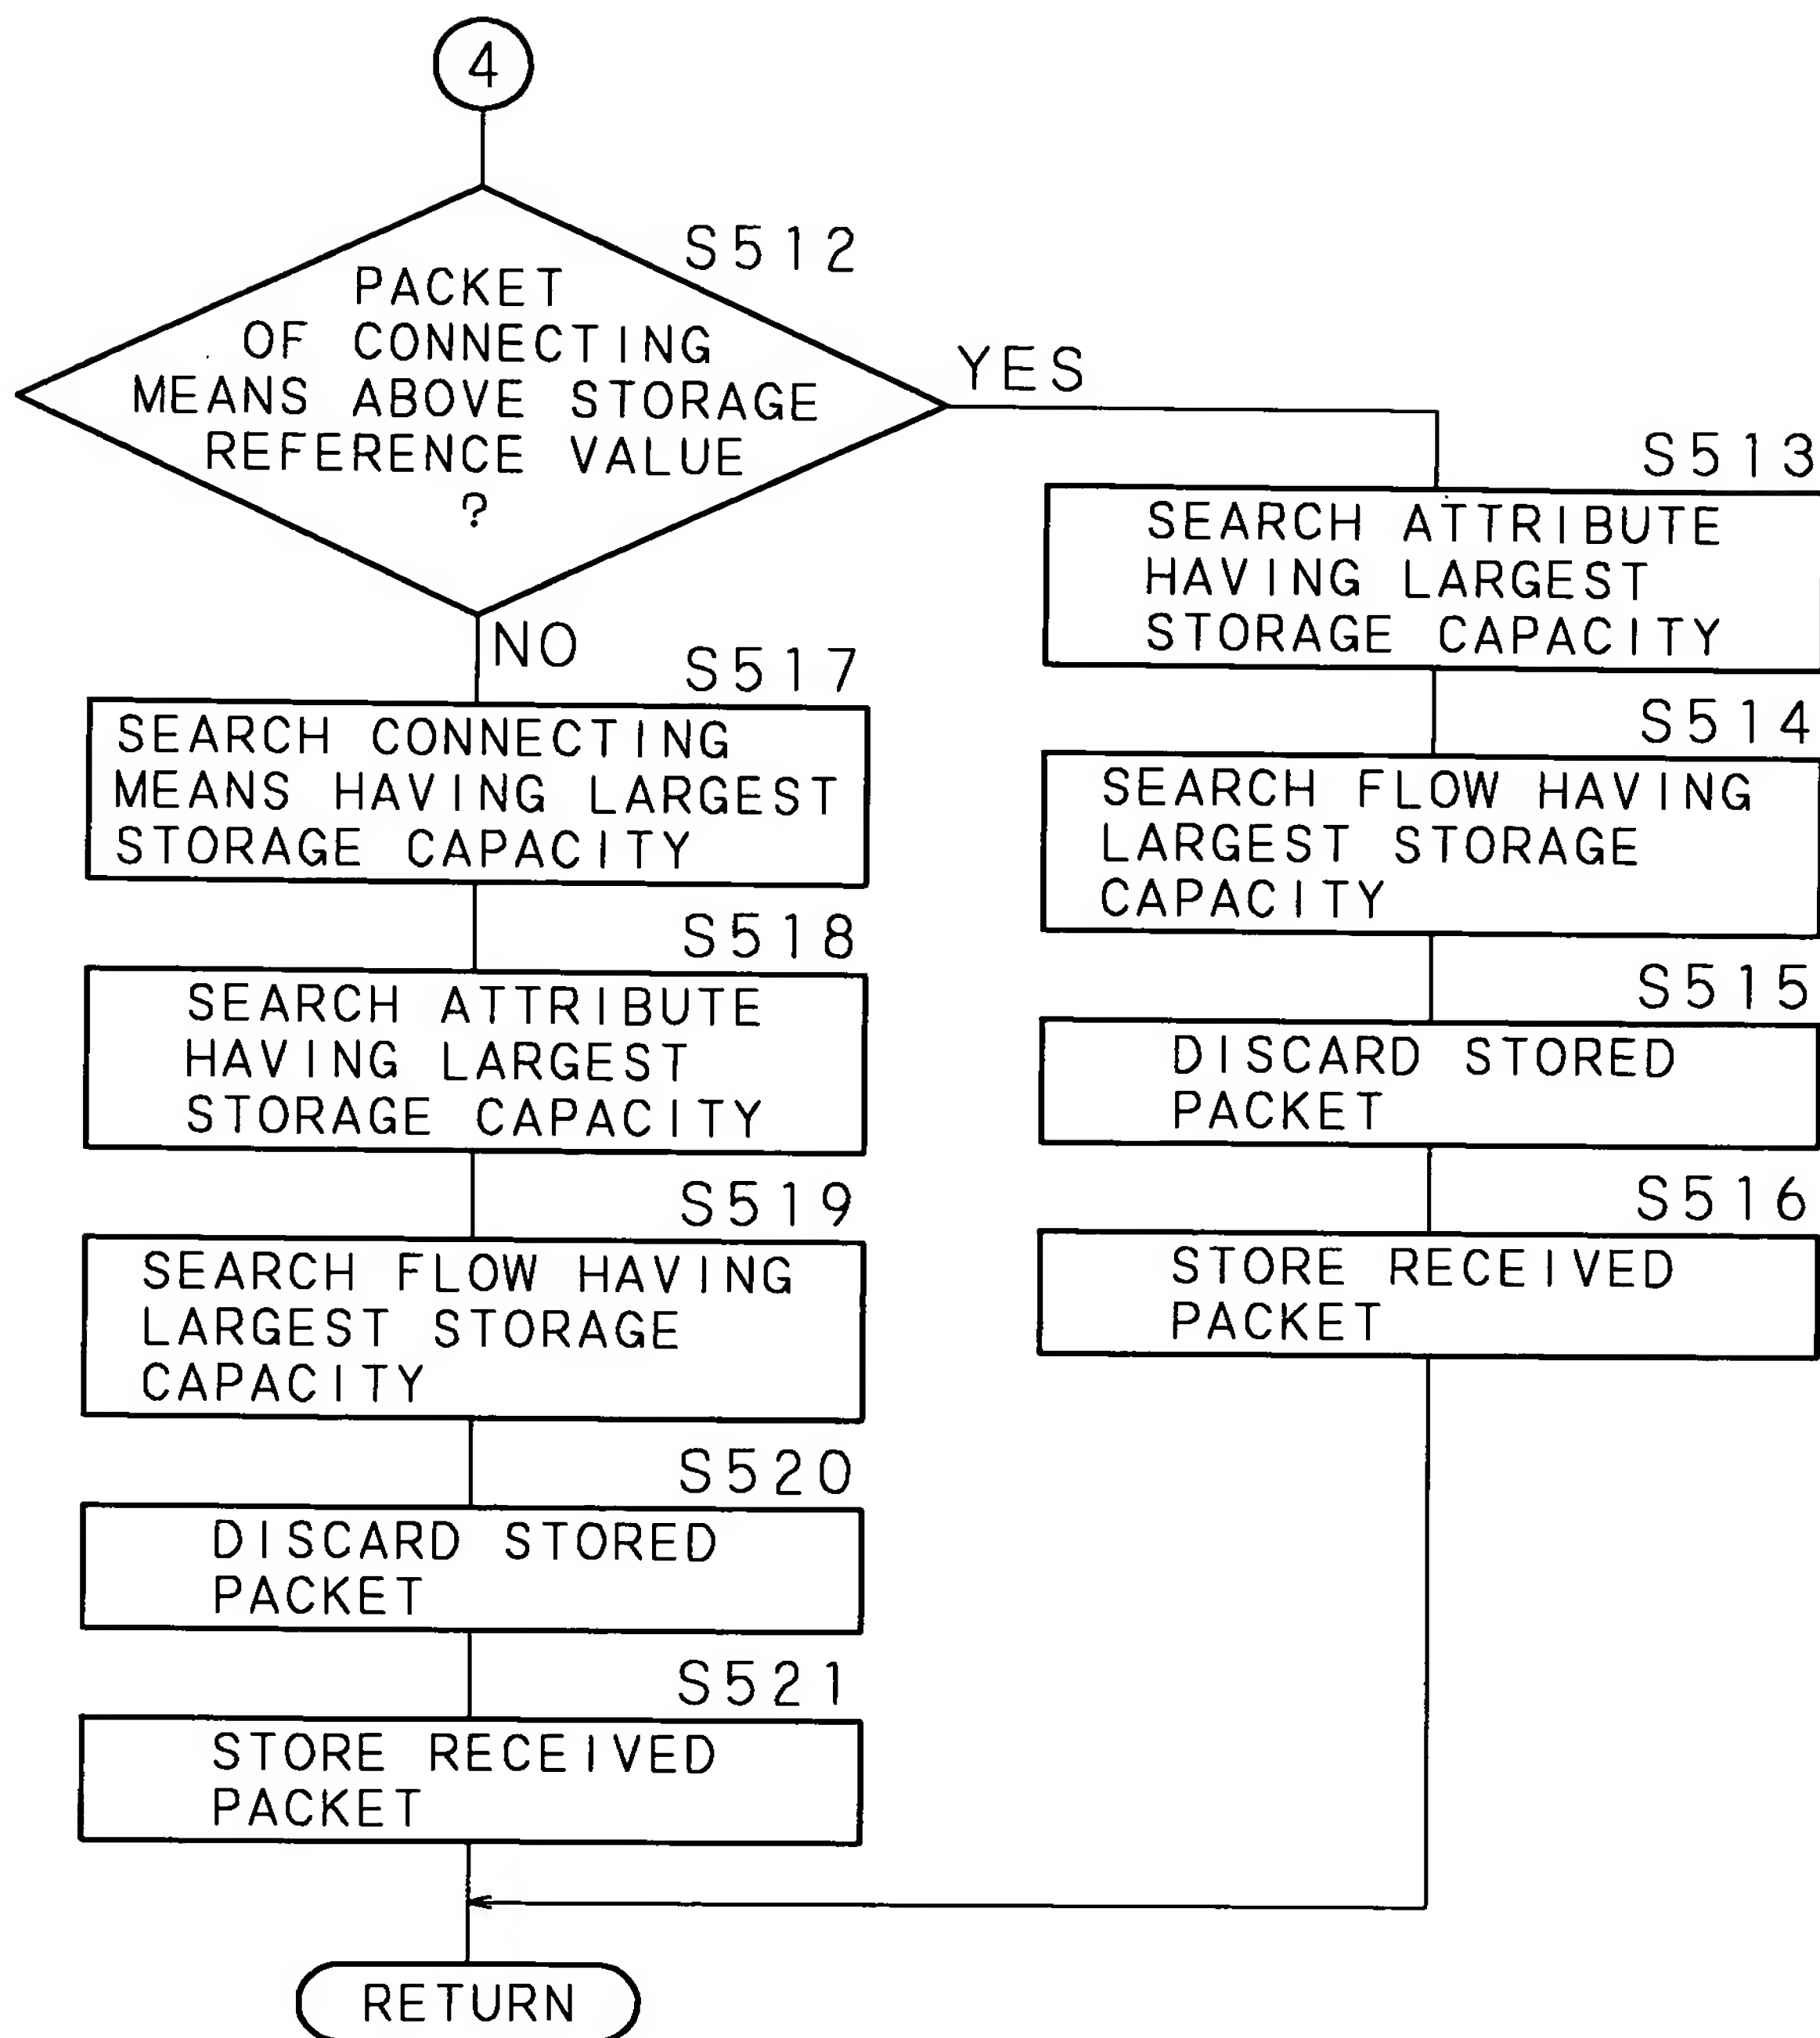 4
S512
PACKET
OF CONNECTING
MEANS ABOVE STORAGE
REFERENCE VALUE
?
YES
NO
S513
SEARCH ATTRIBUTE
HAVING LARGEST
STORAGE CAPACITY
S514
SEARCH FLOW HAVING
LARGEST STORAGE
CAPACITY
S515
DISCARD STORED
PACKET
S516
STORE RECEIVED
PACKET
S517
SEARCH CONNECTING
MEANS HAVING LARGEST
STORAGE CAPACITY
S518
SEARCH ATTRIBUTE
HAVING LARGEST
STORAGE CAPACITY
S519
SEARCH FLOW HAVING
LARGEST STORAGE
CAPACITY
S520
DISCARD STORED
PACKET
S521
STORE RECEIVED
PACKET
RETURN